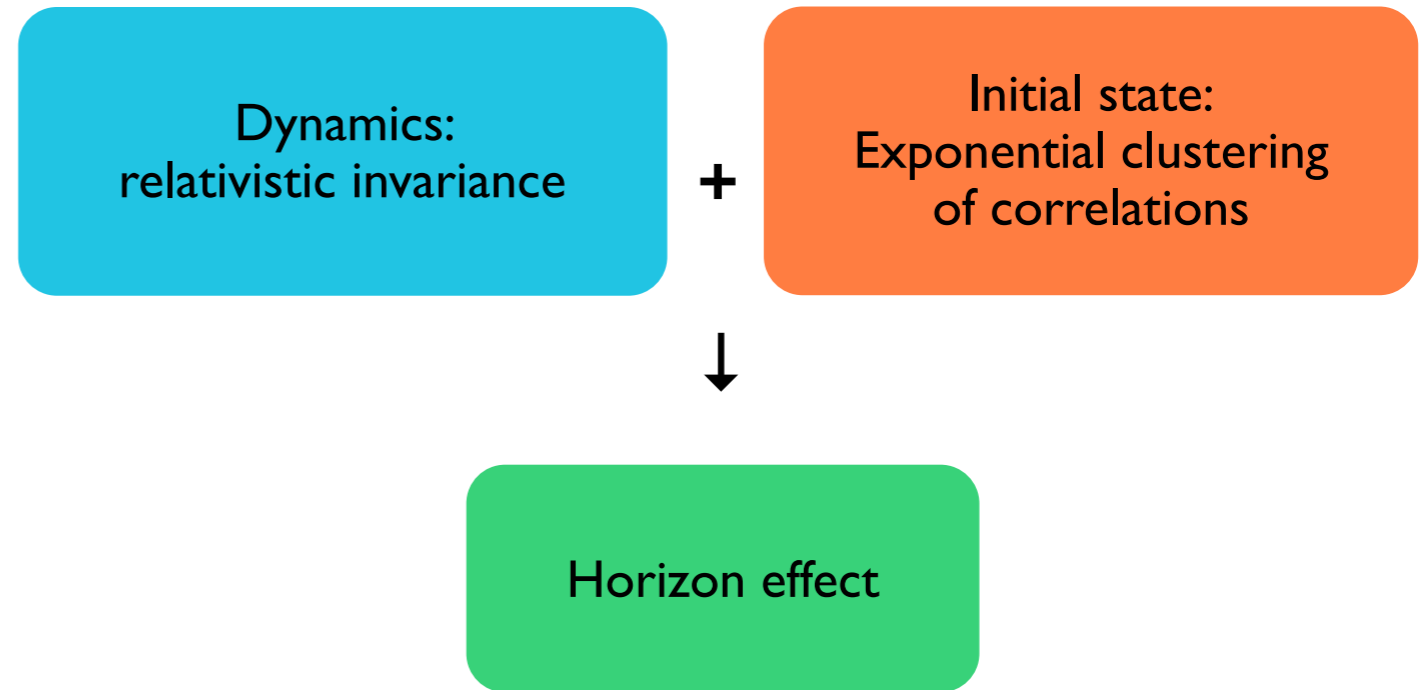 Dynamics:
relativistic invariance
+
Initial state:
Exponential clustering
of correlations
↓
Horizon effect